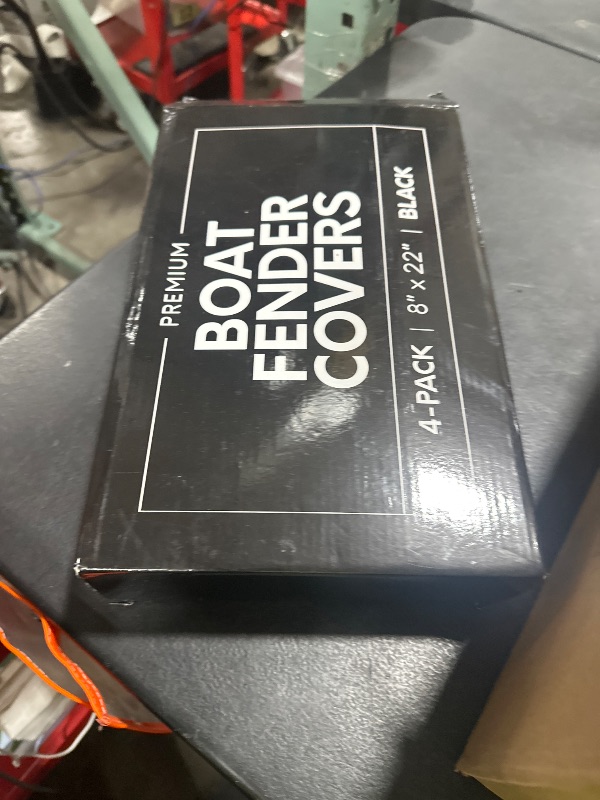 PREMIUM
BOAT
FENDER
COVERS
4-PACK | 8" x 22" | BLACK